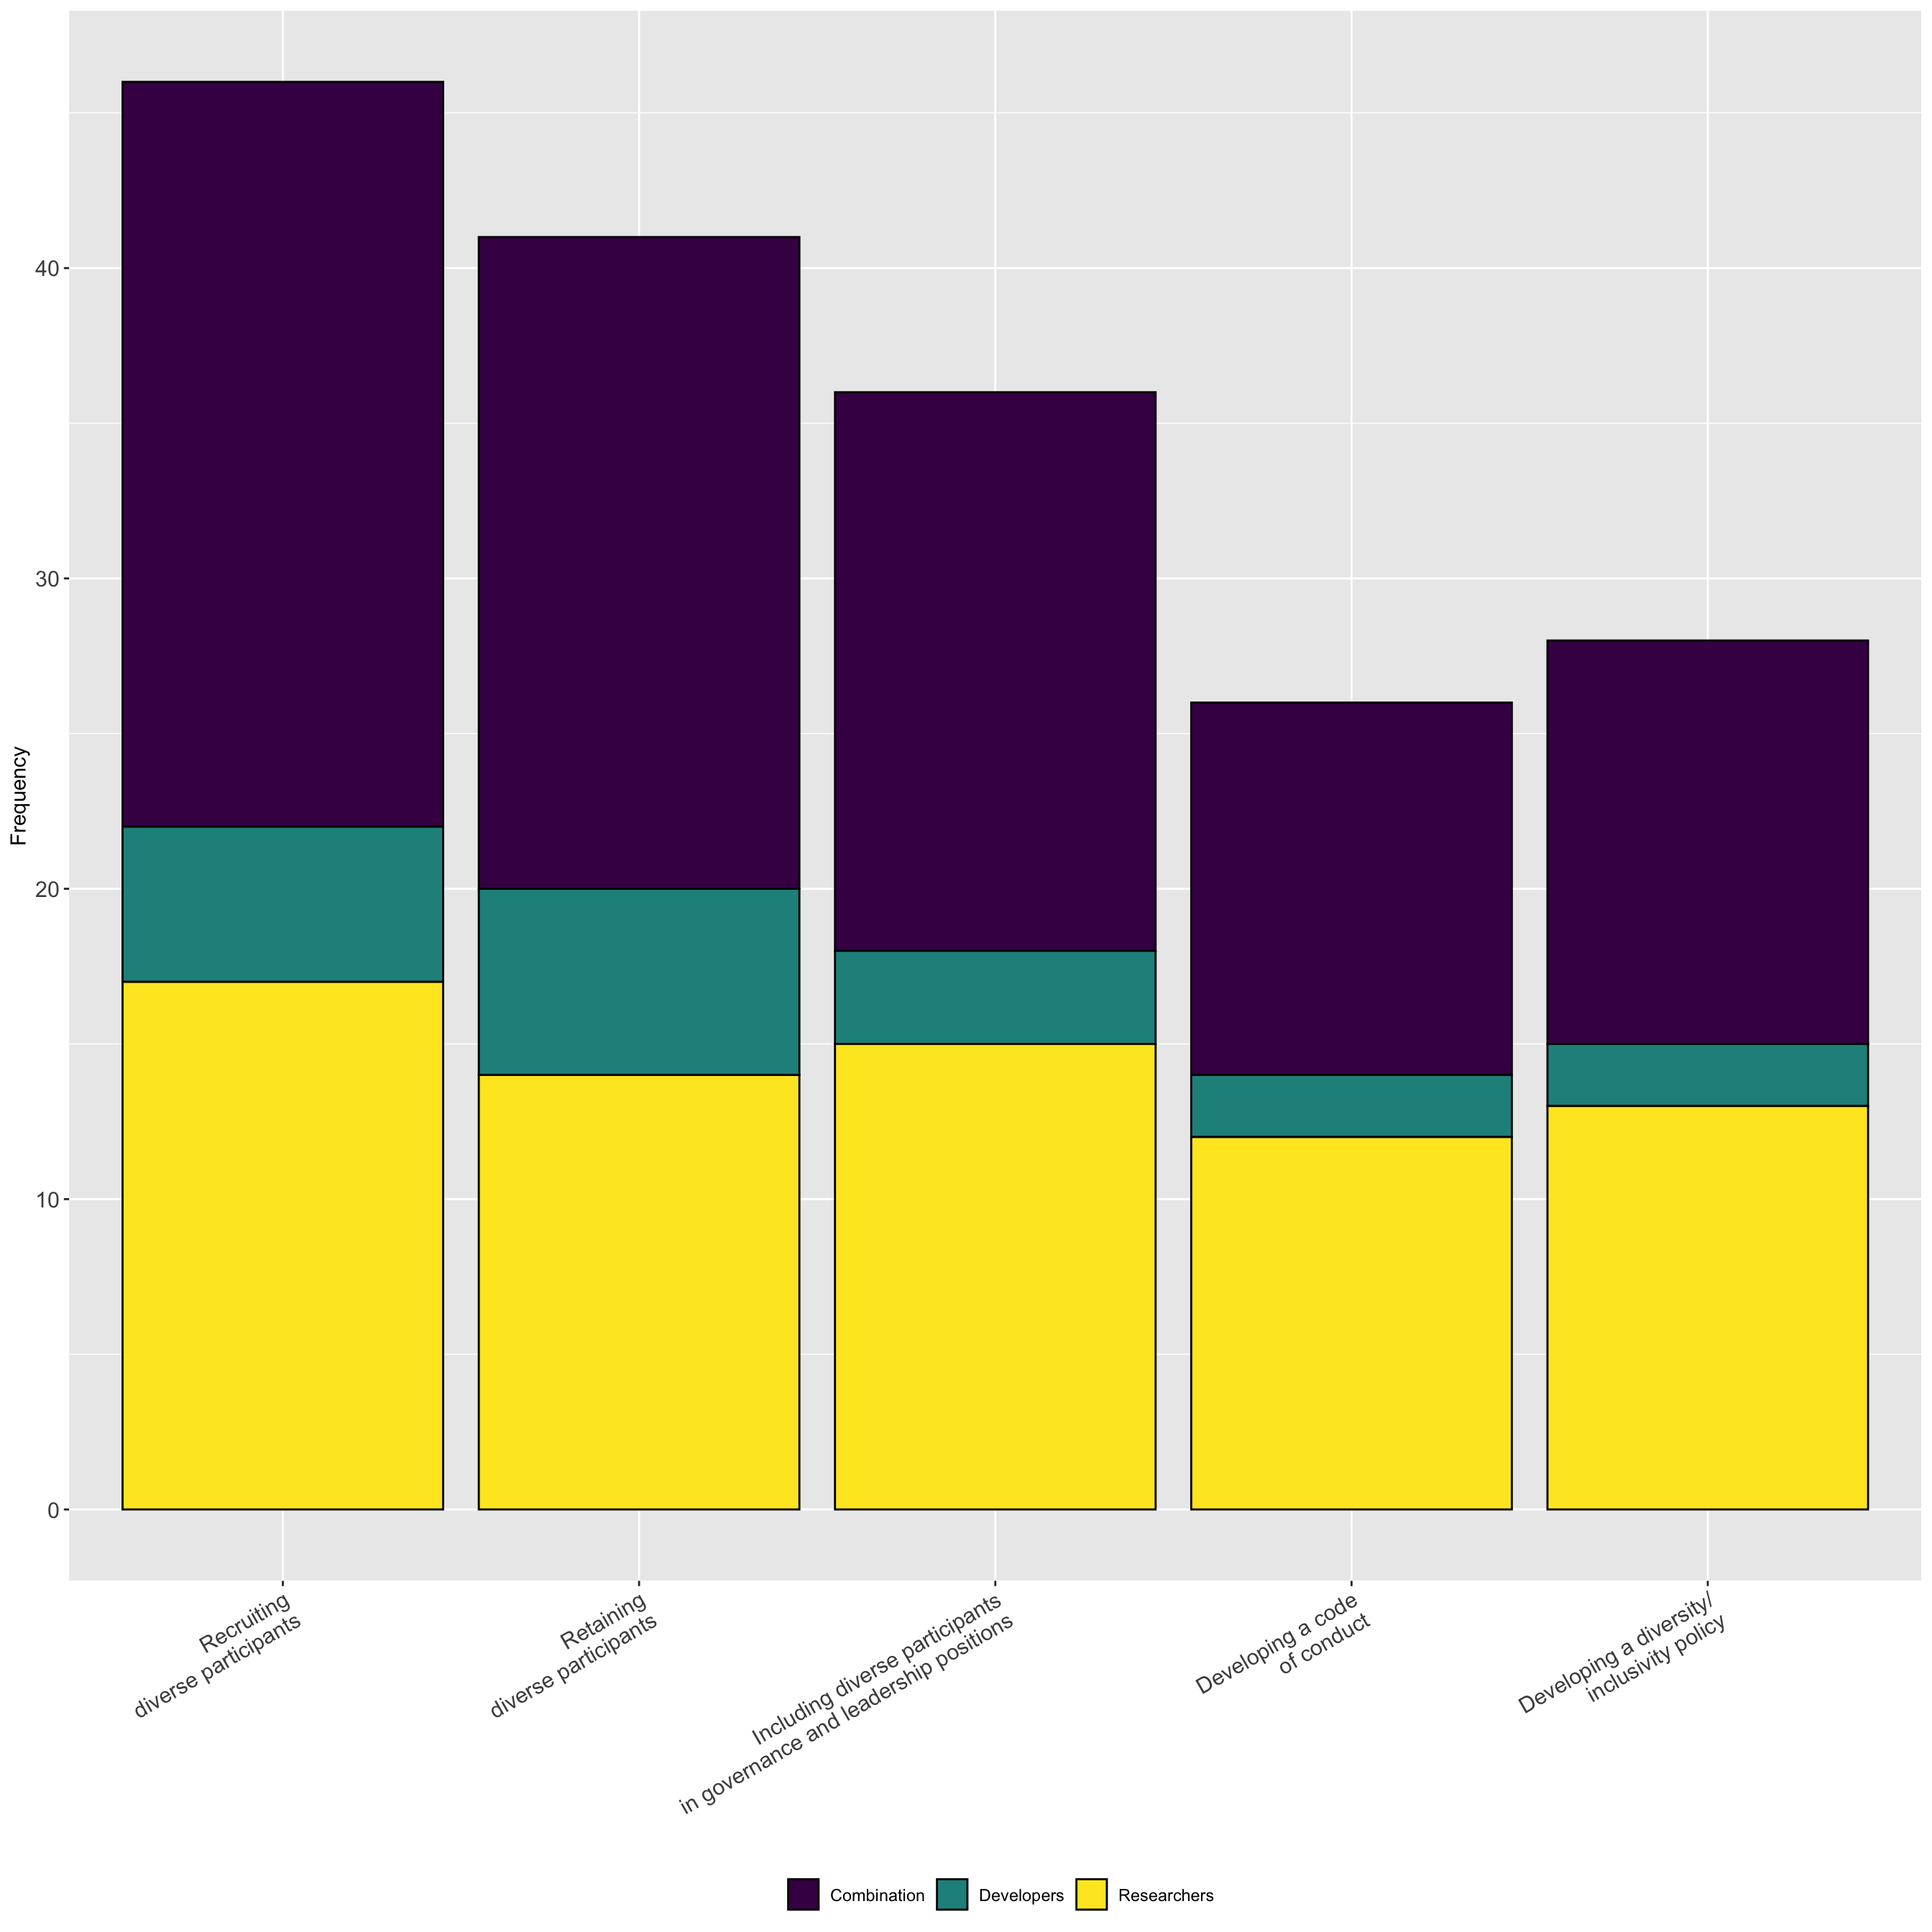 Frequency
40
30
20
10
0
Recruiting
diverse participants
Retaining
diverse participants
Including diverse participants
in governance and leadership positions
Developing a code
of conduct
Developing a diversity/
inclusivity policy
Combination
Developers
Researchers